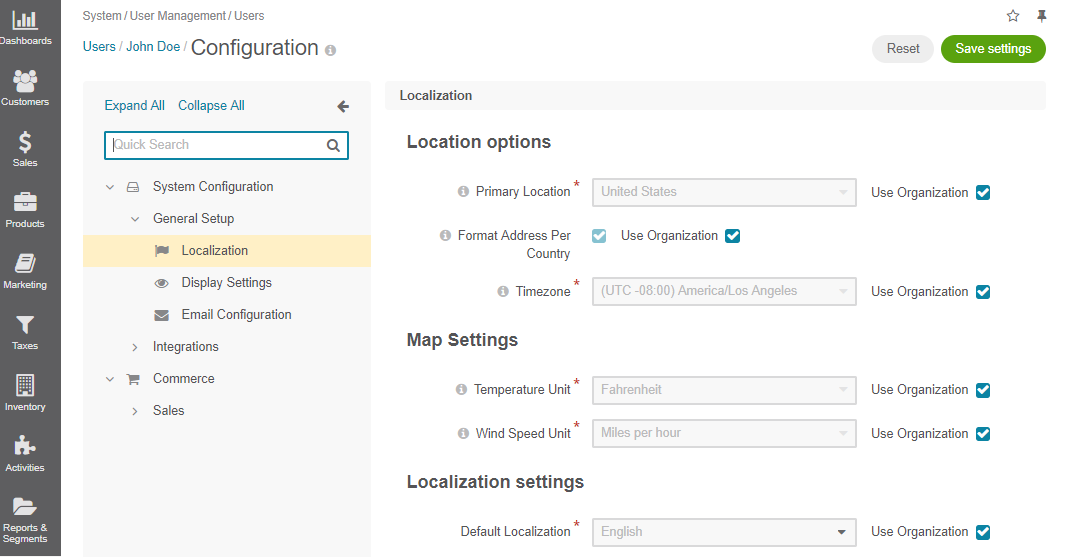 Dashboards
Customers
Sales
Products
Marketing
Taxes
Inventory
Activities
Reports &
Segments
System / User Management / Users
Users / John Doe / Configuration
Reset
Save settings
Expand All
Collapse All
Quick Search
System Configuration
General Setup
Localization
Display Settings
Email Configuration
Integrations
Commerce
Sales
Localization
Location options
Primary Location *
United States
Use Organization
Format Address Per
Country
Use Organization
Timezone *
(UTC -08:00) America/Los Angeles
Use Organization
Map Settings
Temperature Unit *
Fahrenheit
Use Organization
Wind Speed Unit *
Miles per hour
Use Organization
Localization settings
Default Localization *
English
Use Organization